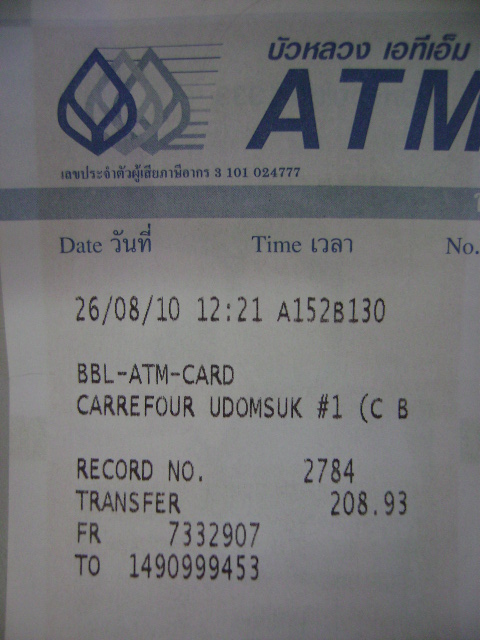 บัวหลวง เอทีเอ็ม
ATM
เลขประจำตัวผู้เสียภาษีอากร 3 101 024777
Date วันที่ Time เวลา No.
26/08/10 12:21 A152B130
BBL-ATM-CARD
CARREFOUR UDOMSUK #1 (C B
RECORD NO. 2784
TRANSFER 208.93
FR 7332907
TO 1490999453